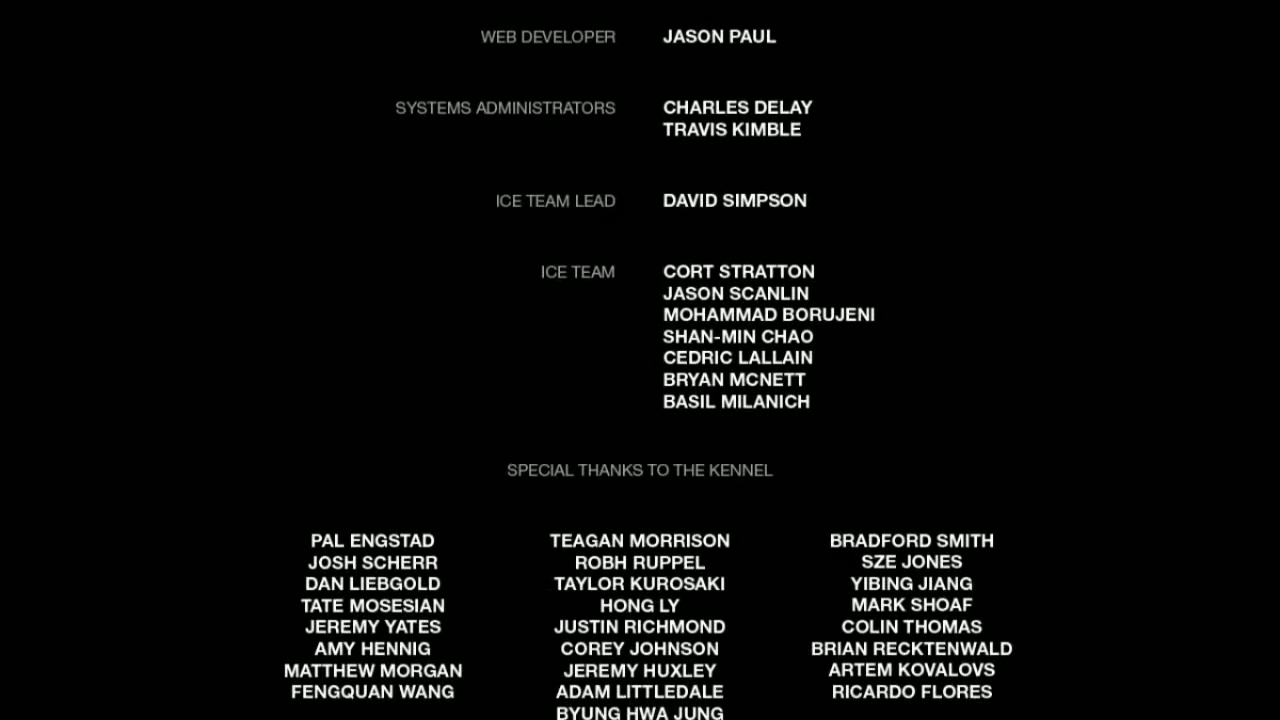 WEB DEVELOPER JASON PAUL
SYSTEMS ADMINISTRATORS CHARLES DELAY
TRAVIS KIMBLE
ICE TEAM LEAD DAVID SIMPSON
ICE TEAM CORT STRATTON
JASON SCANLIN
MOHAMMAD BORUJENI
SHAN-MIN CHAO
CEDRIC LALLAIN
BRYAN MCNETT
BASIL MILANICH
SPECIAL THANKS TO THE KENNEL
PAL ENGSTAD TEAGAN MORRISON BRADFORD SMITH
JOSH SCHERR ROBH RUPPEL SZE JONES
DAN LIEBGOLD TAYLOR KUROSAKI YIBING JIANG
TATE MOSESIAN HONG LY MARK SHOAF
JEREMY YATES JUSTIN RICHMOND COLIN THOMAS
AMY HENNIG COREY JOHNSON BRIAN RECKTENWALD
MATTHEW MORGAN JEREMY HUXLEY ARTEM KOVALOVS
FENGQUAN WANG ADAM LITTLEDALE RICARDO FLORES
BYUNG HWA JUNG